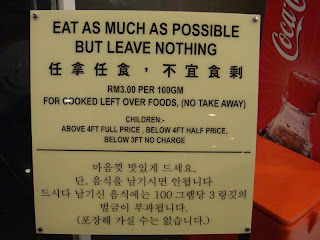 EAT AS MUCH AS POSSIBLE
BUT LEAVE NOTHING
任拿任食，不宜食剩
RM3.00 PER 100GM
FOR COOKED LEFT OVER FOODS, (NO TAKE AWAY)
CHILDREN:-
ABOVE 4FT FULL PRICE , BELOW 4FT HALF PRICE,
BELOW 3FT NO CHARGE
마음껏 맛있게 드세요.
단, 음식을 남기시면 안됩니다
드시다 남기신 음식에는 100 그램당 3 링깃의
벌금이 부과됩니다.
(포장해 가실 수는 없습니다.)
Coca-Cola